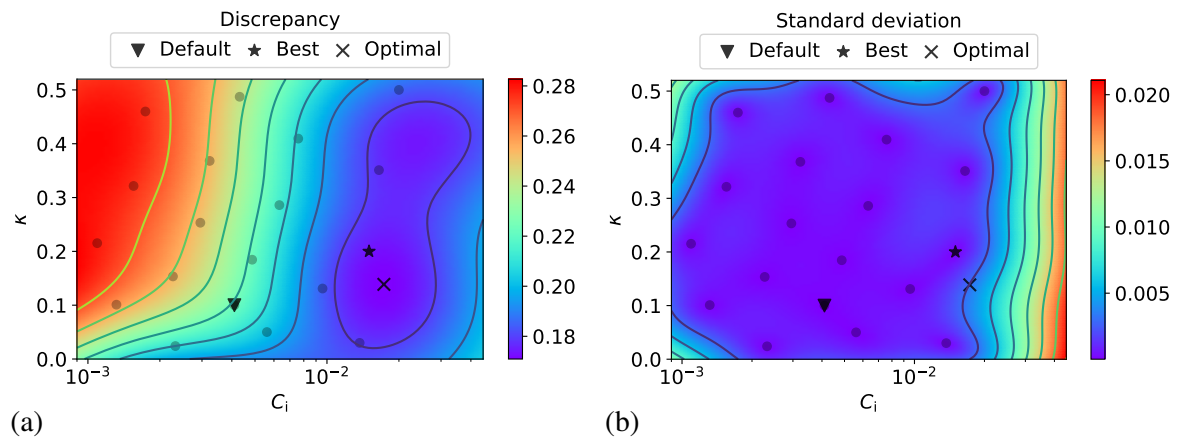 Discrepancy
Default Best Optimal
0.5
0.4
0.3
0.2
0.1
0.0
κ
10⁻³
10⁻²
Cᵢ
0.28
0.26
0.24
0.22
0.20
0.18
(a)
Standard deviation
Default Best Optimal
0.5
0.4
0.3
0.2
0.1
0.0
κ
10⁻³
10⁻²
Cᵢ
0.020
0.015
0.010
0.005
(b)